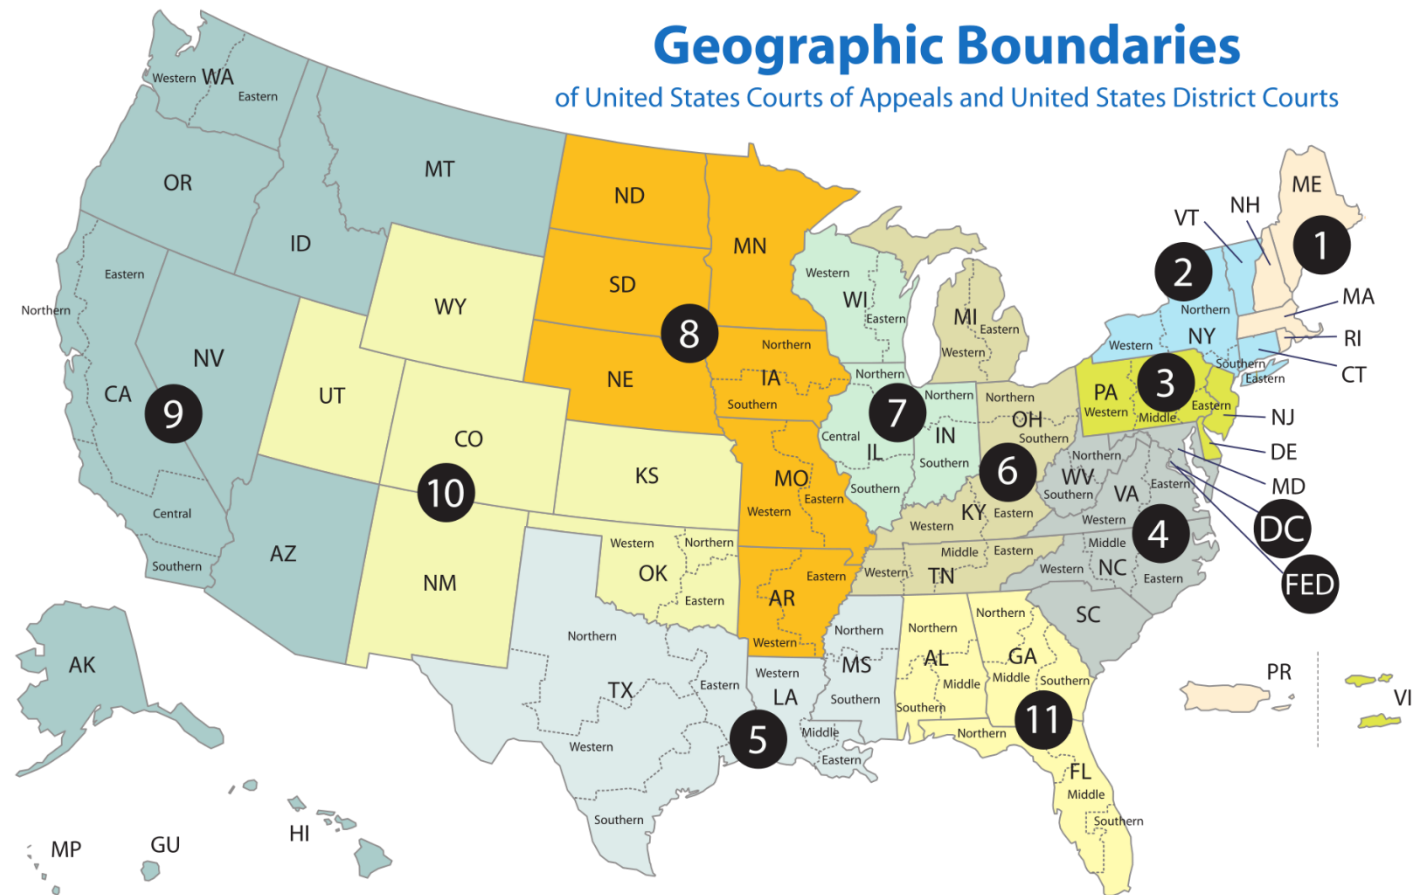 Geographic Boundaries
of United States Courts of Appeals and United States District Courts
Western
WA
Eastern
OR
MT
ID
ND
MN
SD
WY
NE
8
Northern
IA
Southern
Eastern
Northern
NV
CA
9
Central
Southern
UT
CO
10
KS
AZ
NM
Western
Northern
OK
Eastern
MO
Eastern
Western
Eastern
AR
Western
Western
WI
Eastern
Northern
7
Central
IL
Southern
Northern
IN
Southern
MI
Eastern
Western
Northern
OH
Southern
6
KY
Western
Eastern
Middle
Eastern
Western
TN
ME
1
NH
VT
2
Northern
NY
Western
Southern
Eastern
MA
RI
CT
3
PA
Western
Middle
Eastern
NJ
DE
MD
DC
FED
Northern
WV
Southern
VA
Eastern
Western
4
Middle
Western
NC
Eastern
SC
Northern
TX
Eastern
Western
Southern
5
Western
LA
Middle
Eastern
Northern
MS
Southern
Northern
AL
Middle
Southern
Northern
GA
Middle
Southern
11
Northern
FL
Middle
Southern
PR
VI
AK
HI
GU
MP